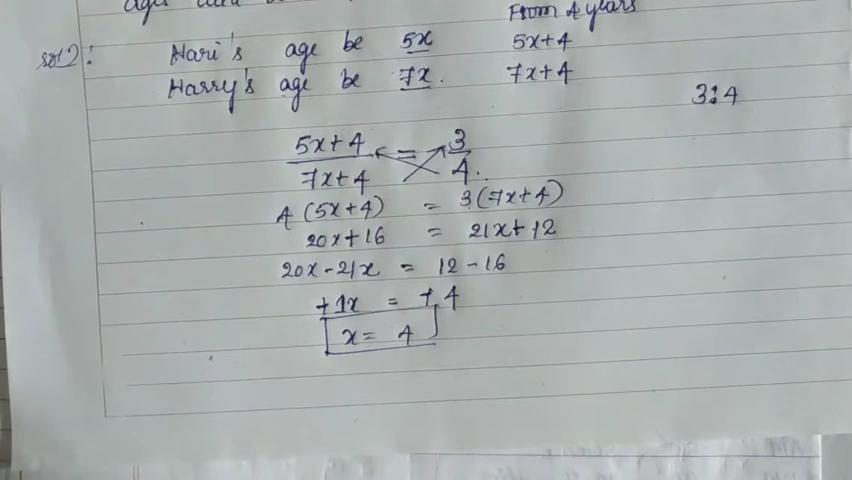 From 4 years
Sol2: Hari's age be 5x 5x+4
Harry's age be 7x. 7x+4
3:4
5x+4 = 3
7x+4 4.
4(5x+4) = 3(7x+4)
20x+16 = 21x+12
20x-21x = 12-16
+1x = +4
x= 4